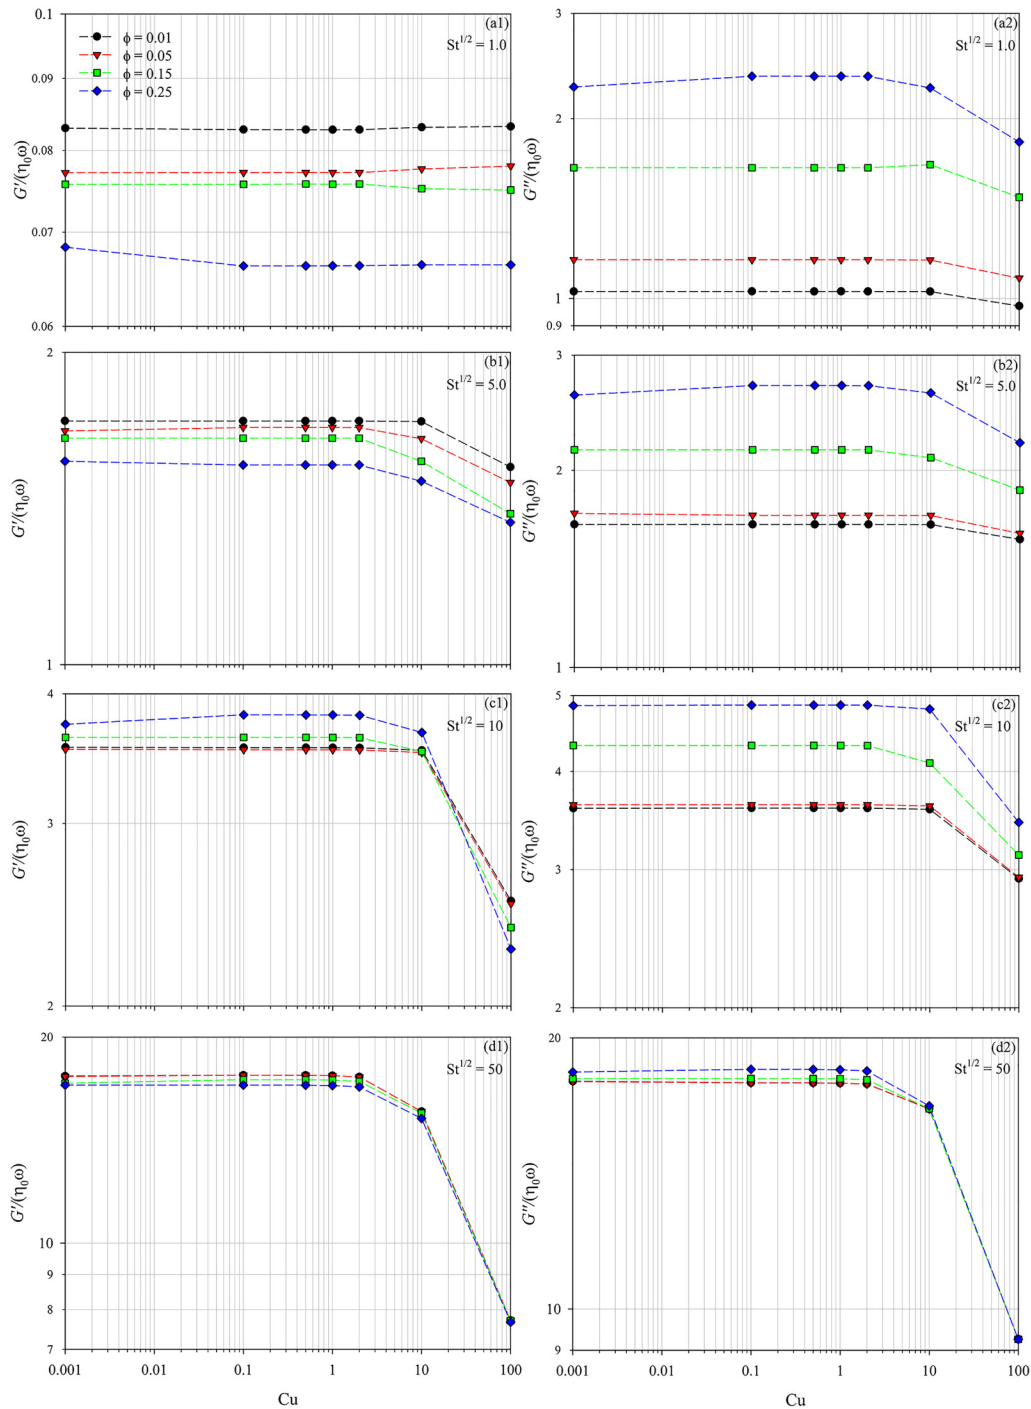 (a1)
St^{1/2} = 1.0
ϕ = 0.01
ϕ = 0.05
ϕ = 0.15
ϕ = 0.25
0.1
0.09
0.08
0.07
0.06
G′/(η₀ω)
(a2)
St^{1/2} = 1.0
3
2
1
0.9
G″/(η₀ω)
(b1)
St^{1/2} = 5.0
2
1
G′/(η₀ω)
(b2)
St^{1/2} = 5.0
3
2
1
G″/(η₀ω)
(c1)
St^{1/2} = 10
4
3
2
G′/(η₀ω)
(c2)
St^{1/2} = 10
5
4
3
2
G″/(η₀ω)
(d1)
St^{1/2} = 50
20
10
9
8
7
G′/(η₀ω)
0.001 0.01 0.1 1 10 100
Cu
(d2)
St^{1/2} = 50
20
10
9
G″/(η₀ω)
0.001 0.01 0.1 1 10 100
Cu